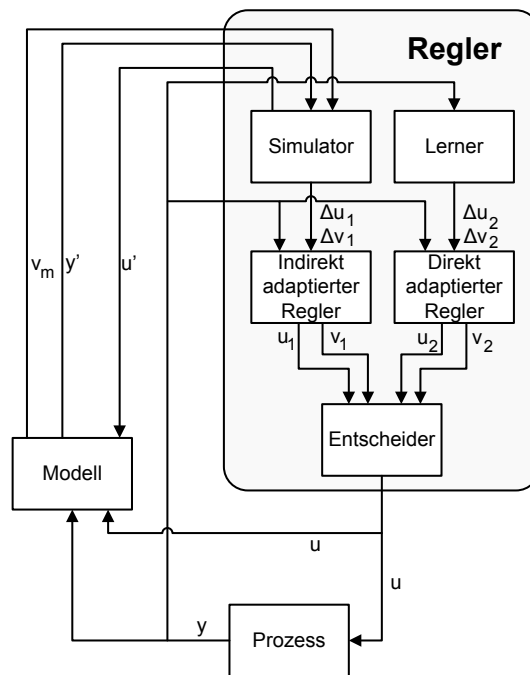 Regler
Simulator
Lerner
Δu1
Δv1
Δu2
Δv2
vm
y’
u’
Indirekt
adaptierter
Regler
Direkt
adaptierter
Regler
u1
v1
u2
v2
Entscheider
Modell
u
u
y
Prozess